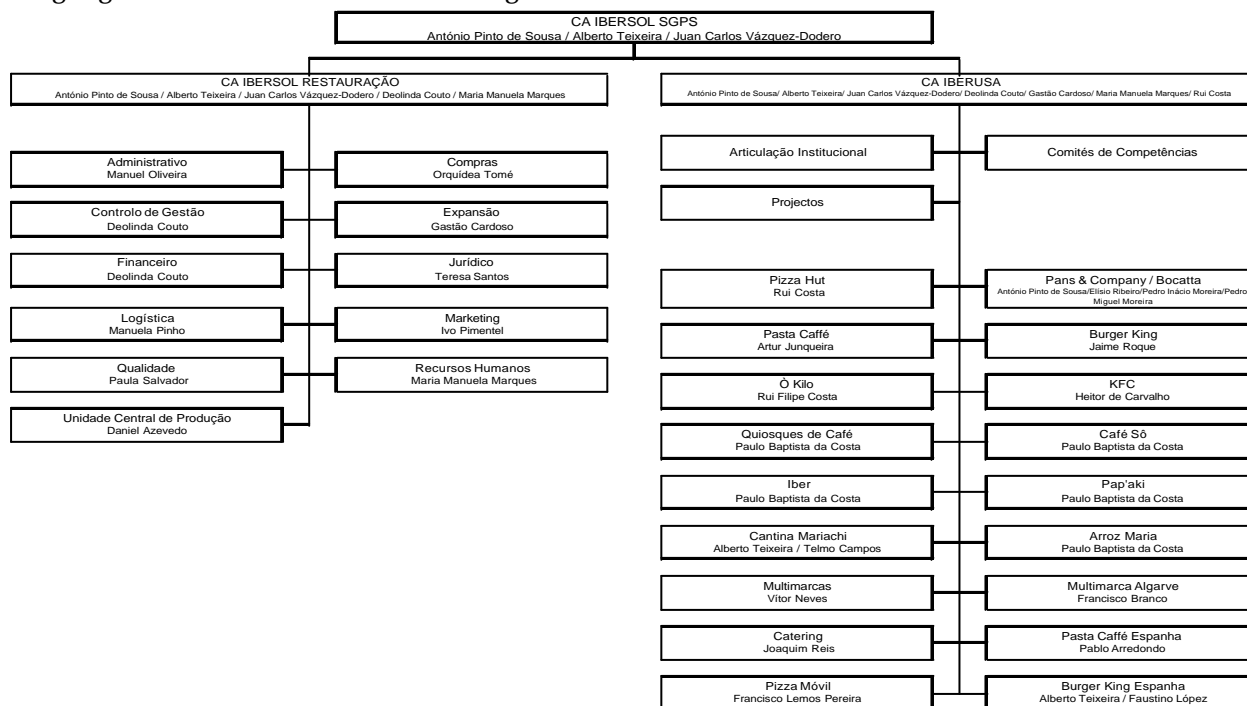 CA IBERSOL SGPS
António Pinto de Sousa / Alberto Teixeira / Juan Carlos Vázquez-Dodero
CA IBERSOL RESTAURAÇÃO
António Pinto de Sousa / Alberto Teixeira / Juan Carlos Vázquez-Dodero / Deolinda Couto / Maria Manuela Marques
CA IBERUSA
António Pinto de Sousa/ Alberto Teixeira/ Juan Carlos Vázquez-Dodero/ Deolinda Couto/ Gastão Cardoso/ Maria Manuela Marques/ Rui Costa
Administrativo
Manuel Oliveira
Compras
Orquídea Tomé
Controlo de Gestão
Deolinda Couto
Expansão
Gastão Cardoso
Financeiro
Deolinda Couto
Jurídico
Teresa Santos
Logística
Manuela Pinho
Marketing
Ivo Pimentel
Qualidade
Paula Salvador
Recursos Humanos
Maria Manuela Marques
Unidade Central de Produção
Daniel Azevedo
Articulação Institucional
Comités de Competências
Projectos
Pizza Hut
Rui Costa
Pans & Company / Bocatta
António Pinto de Sousa/Elísio Ribeiro/Pedro Inácio Moreira/Pedro
Miguel Moreira
Pasta Caffé
Artur Junqueira
Burger King
Jaime Roque
Ò Kilo
Rui Filipe Costa
KFC
Heitor de Carvalho
Quiosques de Café
Paulo Baptista da Costa
Café Sô
Paulo Baptista da Costa
Iber
Paulo Baptista da Costa
Pap'aki
Paulo Baptista da Costa
Cantina Mariachi
Alberto Teixeira / Telmo Campos
Arroz Maria
Paulo Baptista da Costa
Multimarcas
Vítor Neves
Multimarca Algarve
Francisco Branco
Catering
Joaquim Reis
Pasta Caffé Espanha
Pablo Arredondo
Pizza Móvil
Francisco Lemos Pereira
Burger King Espanha
Alberto Teixeira / Faustino López